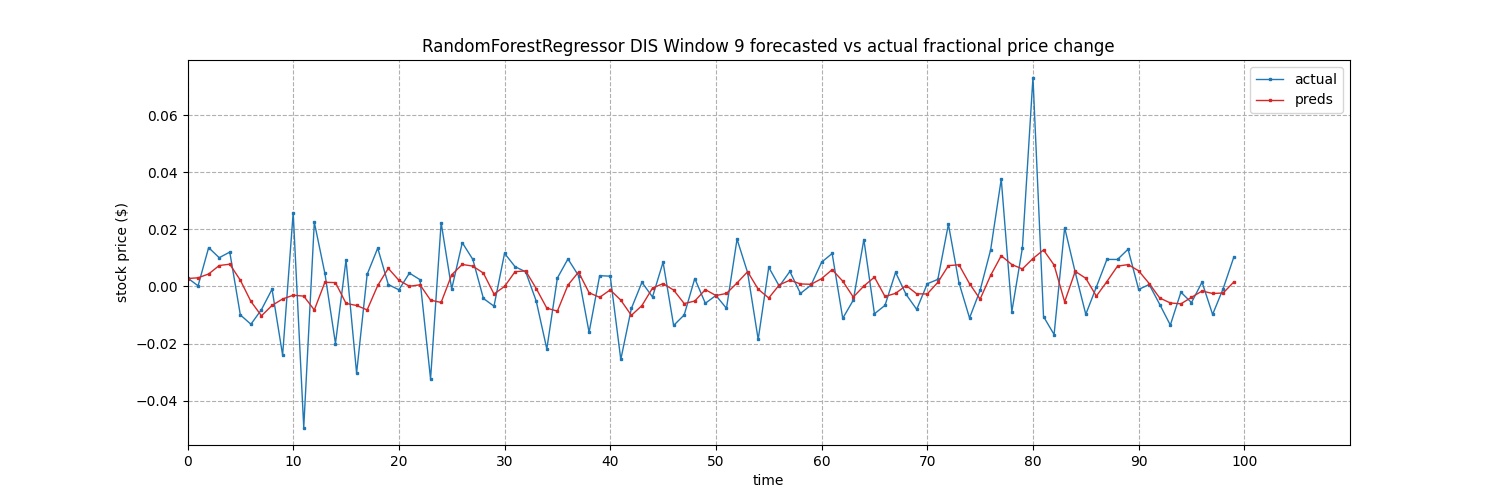 RandomForestRegressor DIS Window 9 forecasted vs actual fractional price change
actual
preds
0.06
0.04
0.02
0.00
−0.02
−0.04
stock price ($)
0 10 20 30 40 50 60 70 80 90 100
time